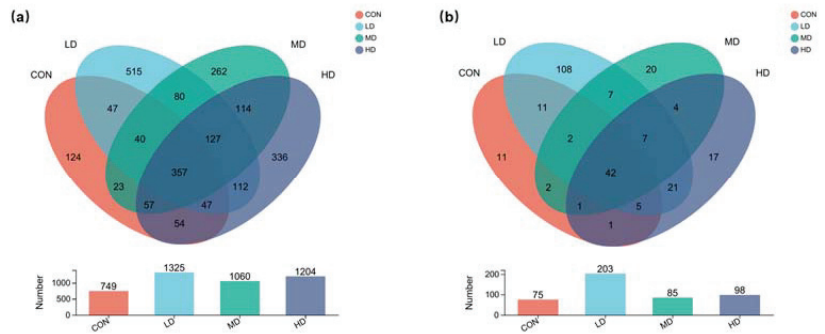 (a)
CON
LD
MD
HD
LD
MD
CON
HD
515
262
47
80
114
40
127
124
336
357
23
112
57
47
54
Number
1000
500
0
749
1325
1060
1204
CON
LD
MD
HD
(b)
CON
LD
MD
HD
LD
MD
CON
HD
108
20
11
7
4
2
7
11
17
42
2
21
1
5
1
Number
200
100
0
75
203
85
98
CON
LD
MD
HD